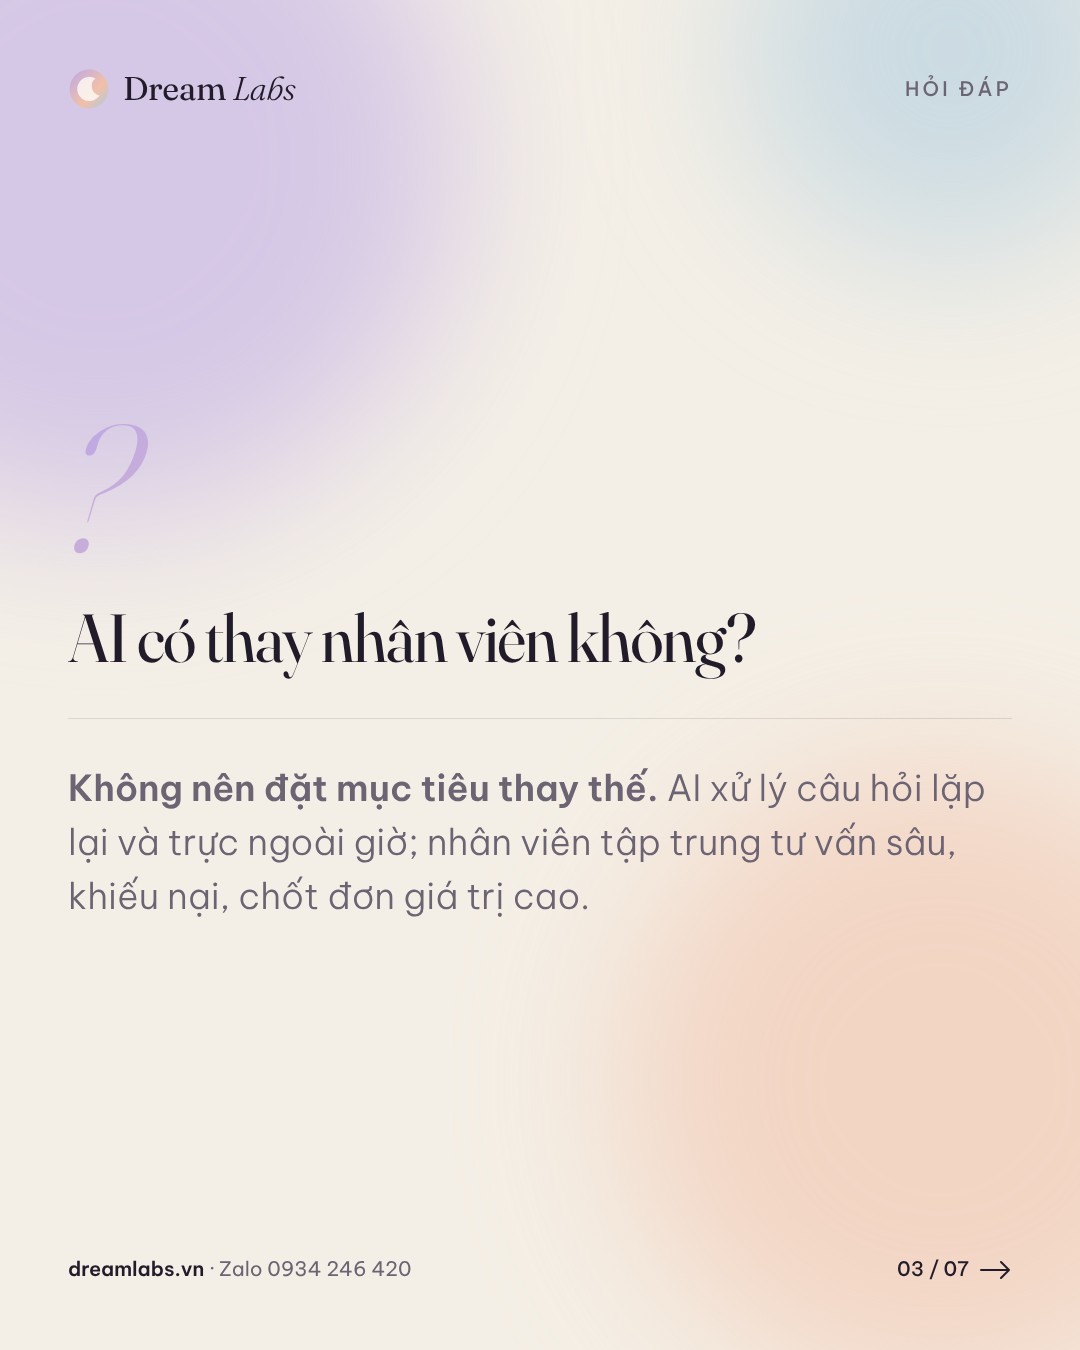 Dream Labs
HỎI ĐÁP
?
AI có thay nhân viên không?
Không nên đặt mục tiêu thay thế. AI xử lý câu hỏi lặp
lại và trực ngoài giờ; nhân viên tập trung tư vấn sâu,
khiếu nại, chốt đơn giá trị cao.
dreamlabs.vn · Zalo 0934 246 420
03 / 07 →